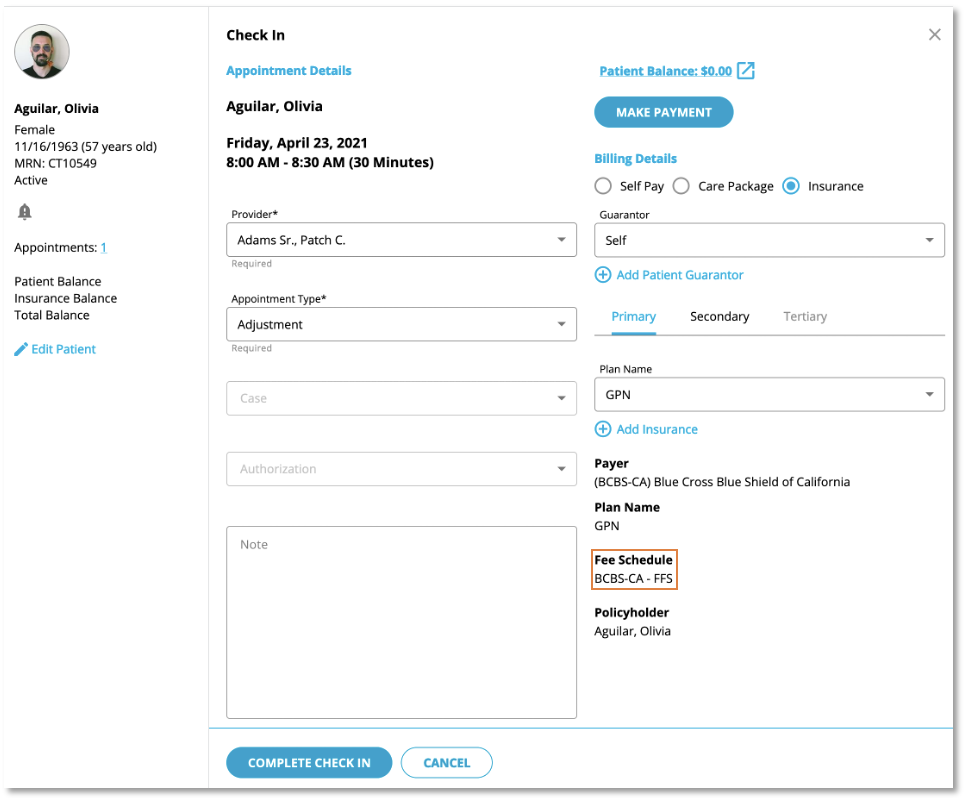 Aguilar, Olivia
Female
11/16/1963 (57 years old)
MRN: CT10549
Active
Appointments: 1
Patient Balance
Insurance Balance
Total Balance
Edit Patient
Check In
Appointment Details
Aguilar, Olivia
Friday, April 23, 2021
8:00 AM - 8:30 AM (30 Minutes)
Provider*
Adams Sr., Patch C.
Required
Appointment Type*
Adjustment
Required
Case
Authorization
Note
Patient Balance: $0.00
MAKE PAYMENT
Billing Details
Self Pay Care Package Insurance
Guarantor
Self
Add Patient Guarantor
Primary Secondary Tertiary
Plan Name
GPN
Add Insurance
Payer
(BCBS-CA) Blue Cross Blue Shield of California
Plan Name
GPN
Fee Schedule
BCBS-CA - FFS
Policyholder
Aguilar, Olivia
COMPLETE CHECK IN CANCEL